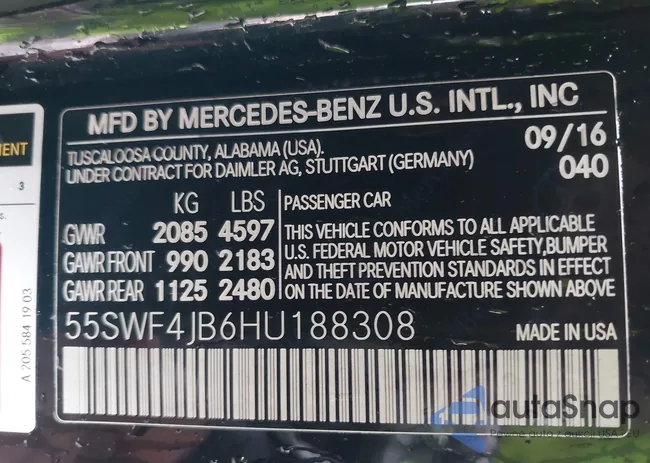 MFD BY MERCEDES-BENZ U.S. INTL., INC
TUSCALOOSA COUNTY, ALABAMA (USA).
UNDER CONTRACT FOR DAIMLER AG, STUTTGART (GERMANY)
09/16
040
KG LBS
GWR 2085 4597
GAWR FRONT 990 2183
GAWR REAR 1125 2480
PASSENGER CAR
THIS VEHICLE CONFORMS TO ALL APPLICABLE
U.S. FEDERAL MOTOR VEHICLE SAFETY,BUMPER
AND THEFT PREVENTION STANDARDS IN EFFECT
ON THE DATE OF MANUFACTURE SHOWN ABOVE
55SWF4JB6HU188308
MADE IN USA
3
s.
A 205 584 19 03
autoSnap